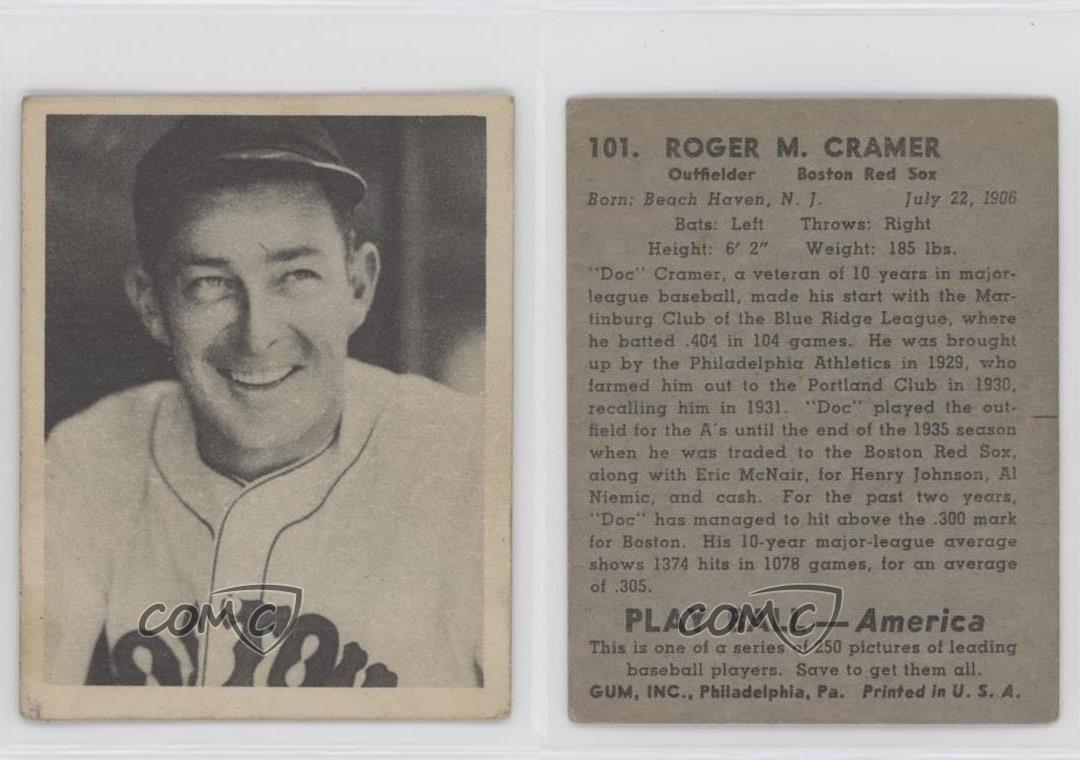 BOSTON
COMC
101. ROGER M. CRAMER
Outfielder Boston Red Sox
Born: Beach Haven, N. J. July 22, 1906
Bats: Left Throws: Right
Height: 6' 2" Weight: 185 lbs.
"Doc" Cramer, a veteran of 10 years in major-
league baseball, made his start with the Mar-
tinburg Club of the Blue Ridge League, where
he batted .404 in 104 games. He was brought
up by the Philadelphia Athletics in 1929, who
farmed him out to the Portland Club in 1930,
recalling him in 1931. "Doc" played the out-
field for the A's until the end of the 1935 season
when he was traded to the Boston Red Sox,
along with Eric McNair, for Henry Johnson, Al
Niemic, and cash. For the past two years,
"Doc" has managed to hit above the .300 mark
for Boston. His 10-year major-league average
shows 1374 hits in 1078 games, for an average
of .305.
PLAY BALL—America
COMC
This is one of a series of 250 pictures of leading
baseball players. Save to get them all.
GUM, INC., Philadelphia, Pa. Printed in U. S. A.